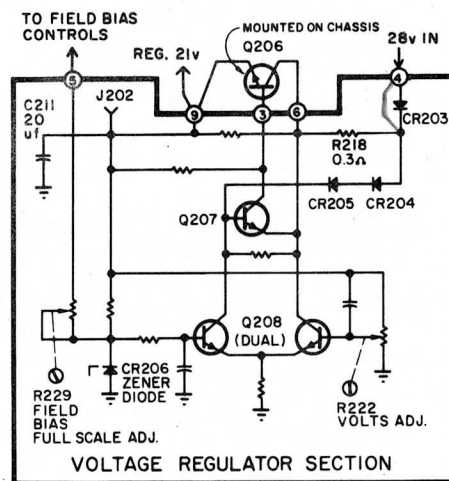 TO FIELD BIAS
CONTROLS
REG. 21v
MOUNTED ON CHASSIS
Q206
28v IN
5
J202
9
3
6
4
C211
20
uf
CR203
R218
0.3Ω
CR205
CR204
Q207
Q208
(DUAL)
CR206
ZENER
DIODE
R229
FIELD
BIAS
FULL SCALE ADJ.
R222
VOLTS ADJ.
VOLTAGE REGULATOR SECTION